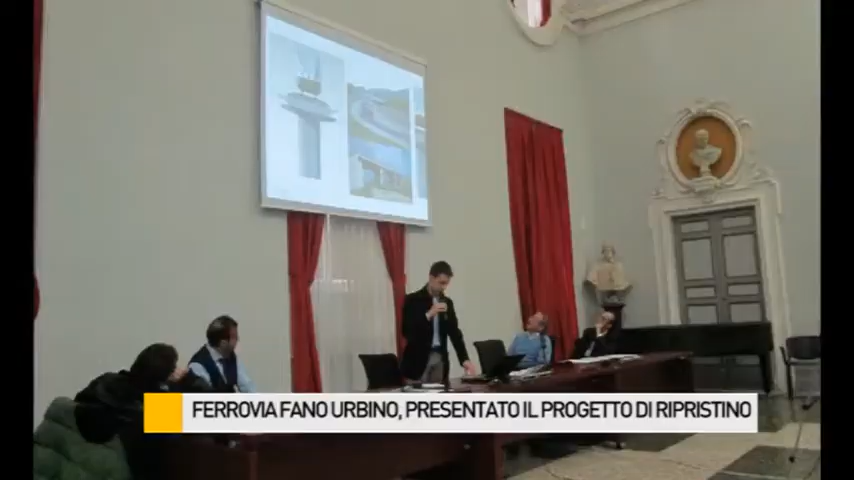 FERROVIA FANO URBINO, PRESENTATO IL PROGETTO DI RIPRISTINO